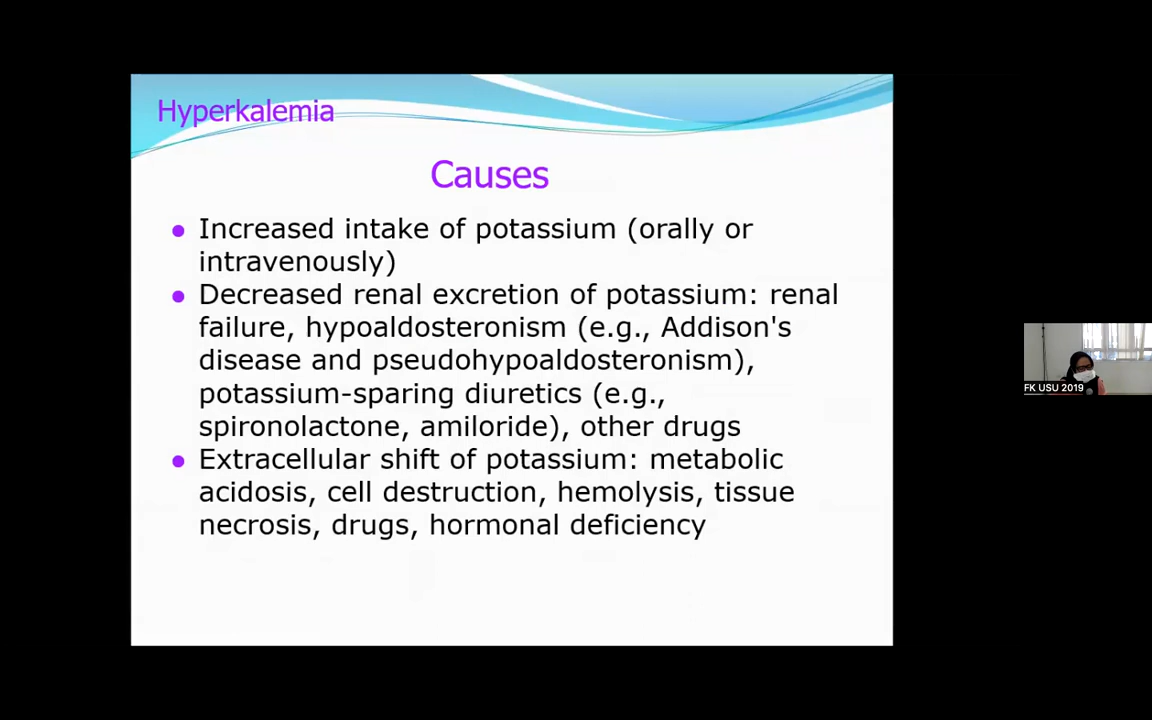 Hyperkalemia
Causes
● Increased intake of potassium (orally or
intravenously)
● Decreased renal excretion of potassium: renal
failure, hypoaldosteronism (e.g., Addison's
disease and pseudohypoaldosteronism),
potassium-sparing diuretics (e.g.,
spironolactone, amiloride), other drugs
● Extracellular shift of potassium: metabolic
acidosis, cell destruction, hemolysis, tissue
necrosis, drugs, hormonal deficiency
FK USU 2019